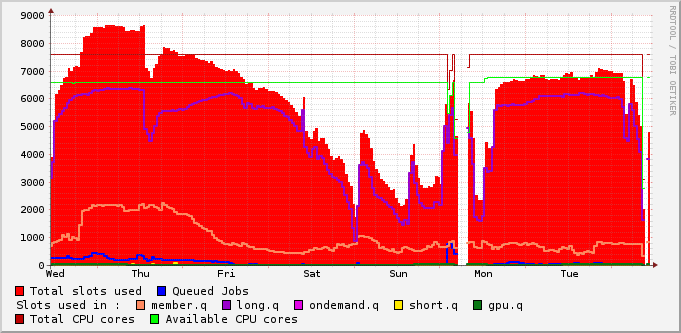 9000
8000
7000
6000
5000
4000
3000
2000
1000
0
Wed Thu Fri Sat Sun Mon Tue
RRDTOOL / TOBI OETIKER
Total slots used Queued Jobs
Slots used in : member.q long.q ondemand.q short.q gpu.q
Total CPU cores Available CPU cores